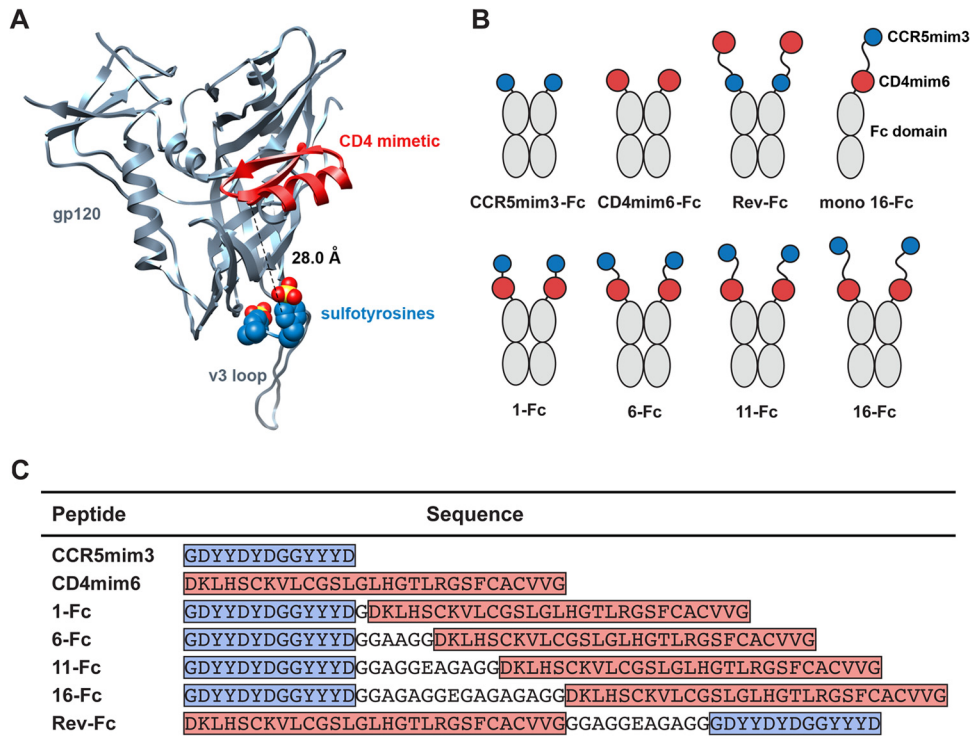 A
CD4 mimetic
gp120
28.0 Å
sulfotyrosines
v3 loop
B
CCR5mim3
CD4mim6
Fc domain
CCR5mim3-Fc CD4mim6-Fc Rev-Fc mono 16-Fc
1-Fc 6-Fc 11-Fc 16-Fc
C
Peptide Sequence
CCR5mim3 GDYYDYDGGYYYD
CD4mim6 DKLHSCKVLCGSLGLHGTLRGSFCACVVG
1-Fc GDYYDYDGGYYYDGDKLHSCKVLCGSLGLHGTLRGSFCACVVG
6-Fc GDYYDYDGGYYYDGGAAGGDKLHSCKVLCGSLGLHGTLRGSFCACVVG
11-Fc GDYYDYDGGYYYDGGAGGEAGAGGDKLHSCKVLCGSLGLHGTLRGSFCACVVG
16-Fc GDYYDYDGGYYYDGGAGAGGEGAGAGAGGDKLHSCKVLCGSLGLHGTLRGSFCACVVG
Rev-Fc DKLHSCKVLCGSLGLHGTLRGSFCACVVGGGAGGEAGAGGGDYYDYDGGYYYD